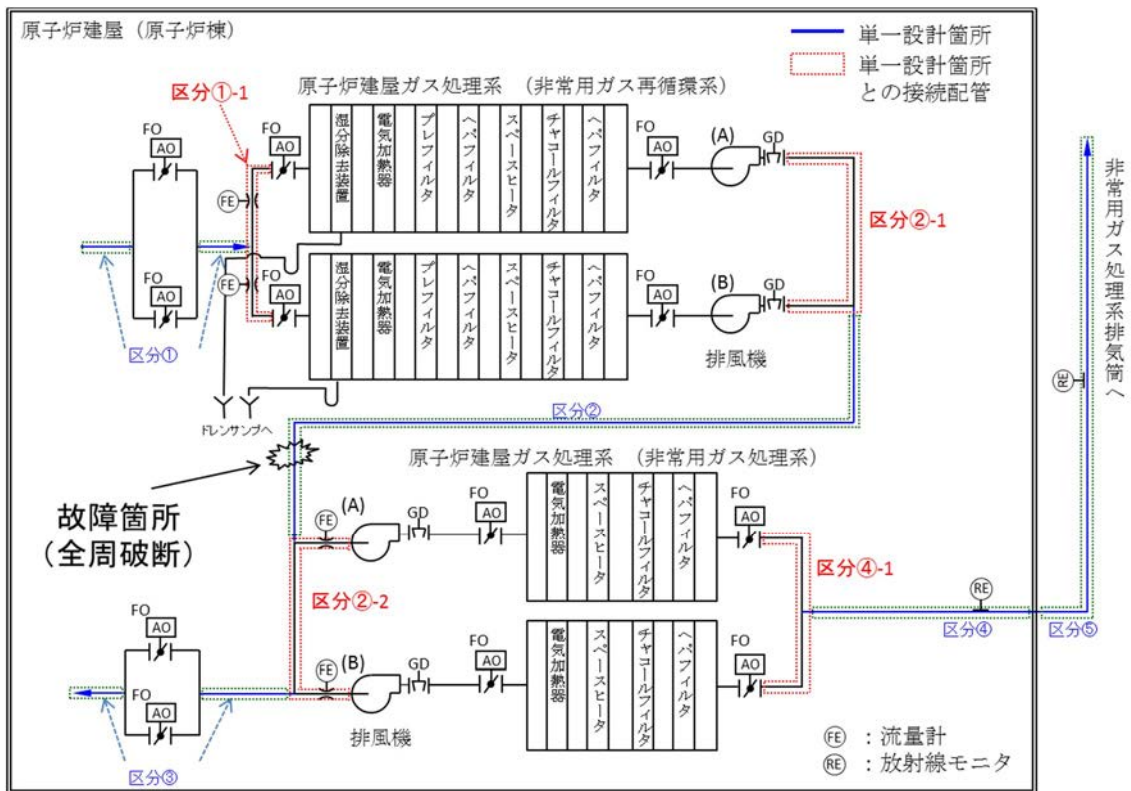 原子炉建屋（原子炉棟）
単一設計箇所
単一設計箇所
との接続配管
区分①-1
原子炉建屋ガス処理系　（非常用ガス再循環系）
FO
AO
FO
AO
湿分除去装置
電気加熱器
プレフィルタ
ヘパフィルタ
スペースヒータ
チャコールフィルタ
ヘパフィルタ
FO
AO
(A)
GD
FE
区分②-1
FO
AO
FE
FO
AO
湿分除去装置
電気加熱器
プレフィルタ
ヘパフィルタ
スペースヒータ
チャコールフィルタ
ヘパフィルタ
FO
AO
(B)
GD
排風機
区分①
ドレンサンプへ
区分②
非常用ガス処理系排気筒へ
RE
故障箇所
（全周破断）
原子炉建屋ガス処理系　（非常用ガス処理系）
FE
(A)
GD
FO
AO
電気加熱器
スペースヒータ
チャコールフィルタ
ヘパフィルタ
FO
AO
区分④-1
区分②-2
RE
区分④
区分⑤
FO
AO
FO
AO
区分③
FE
(B)
GD
FO
AO
電気加熱器
スペースヒータ
チャコールフィルタ
ヘパフィルタ
FO
AO
排風機
FE：流量計
RE：放射線モニタ